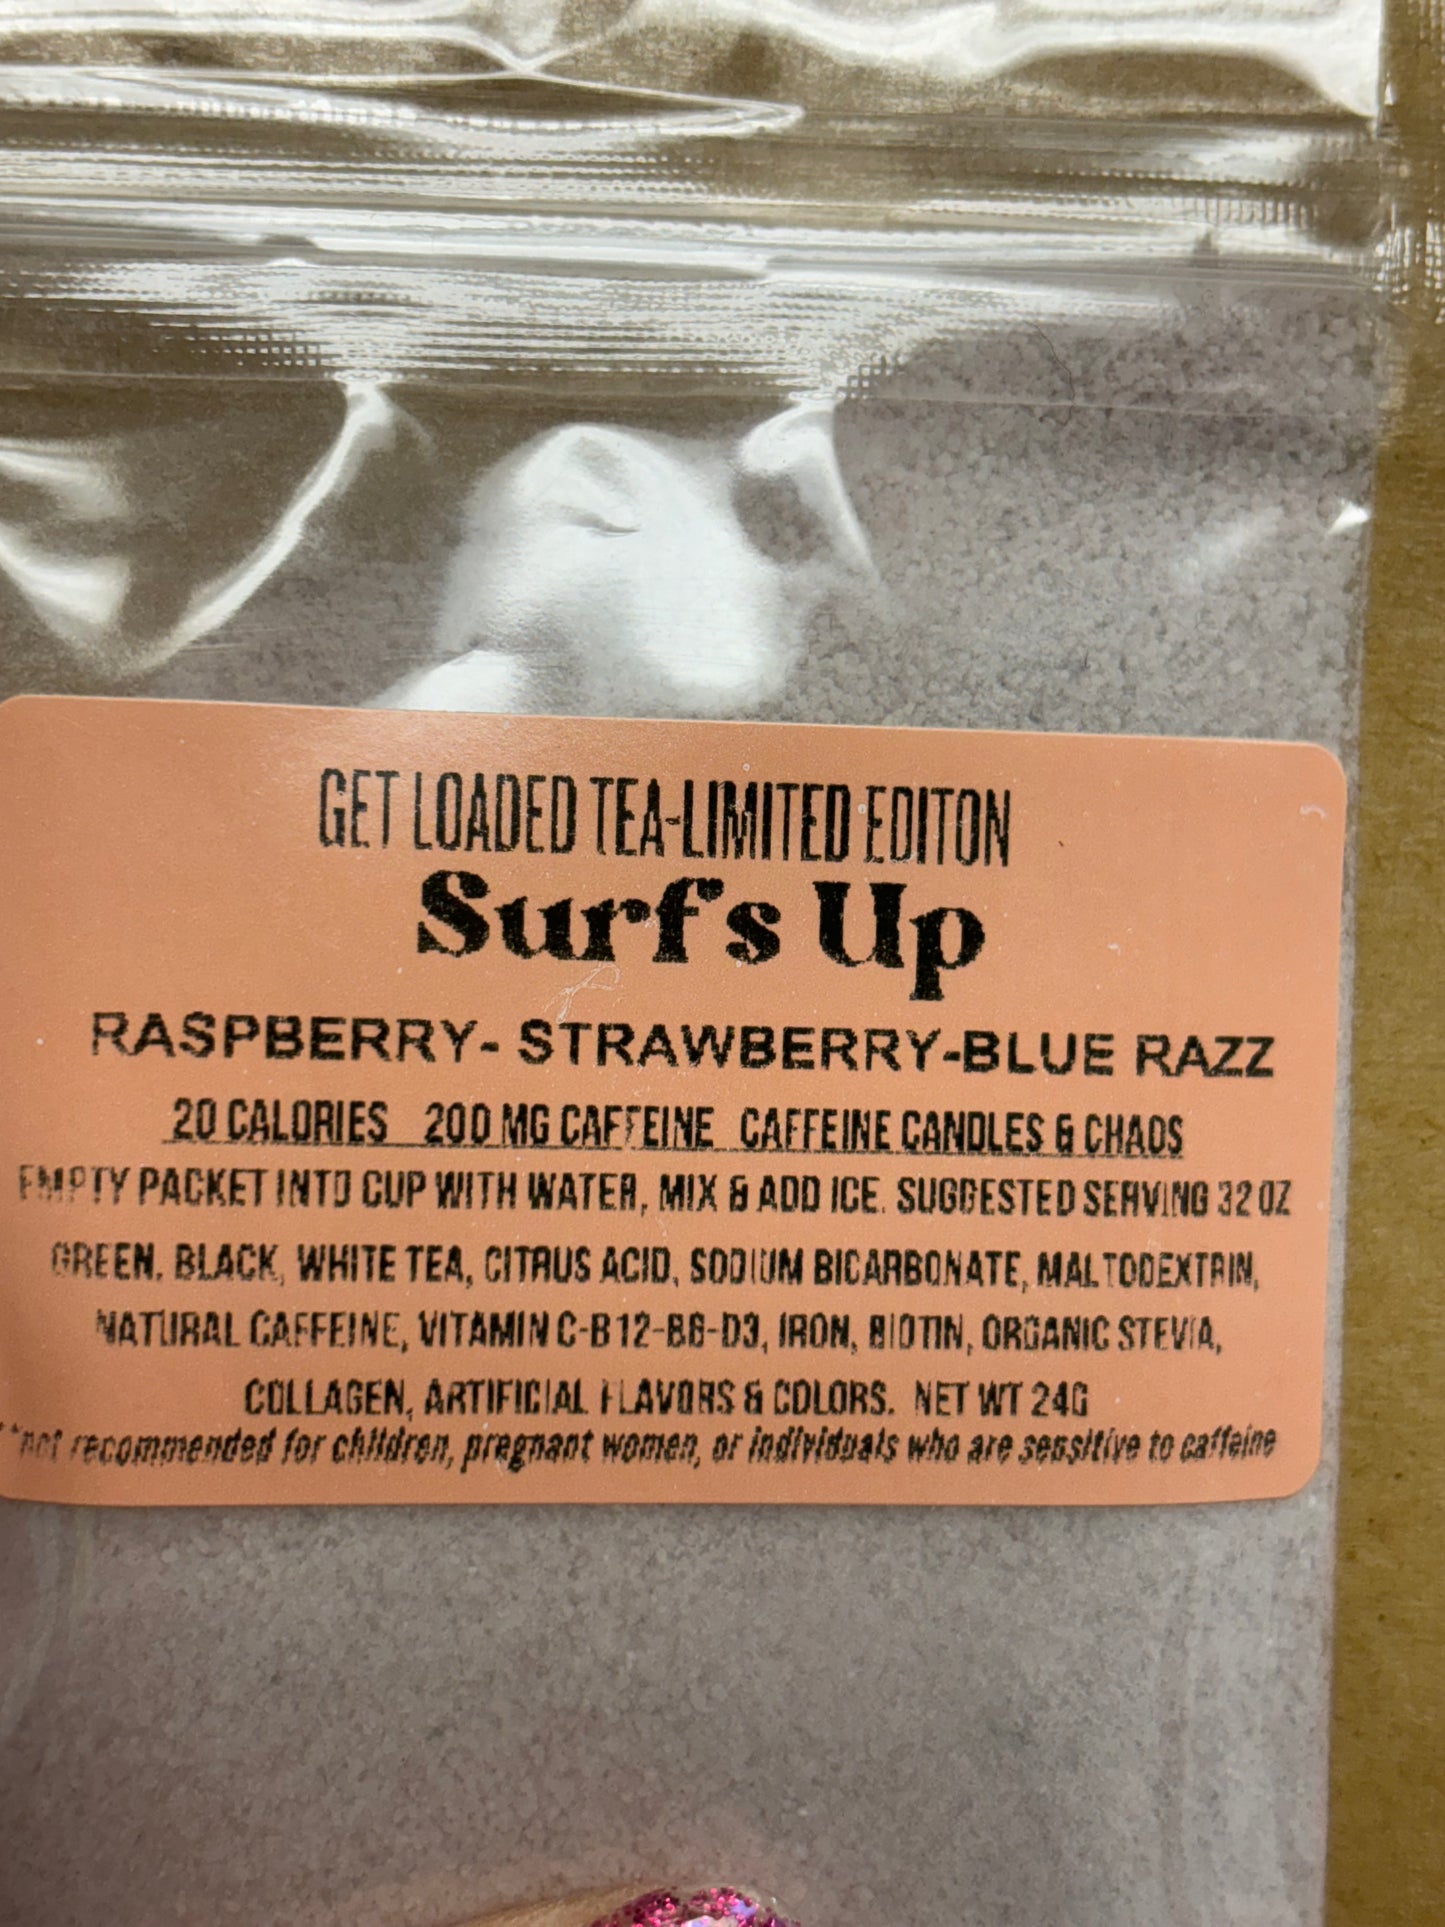 GET LOADED TEA-LIMITED EDITON
Surf's Up
RASPBERRY- STRAWBERRY-BLUE RAZZ
20 CALORIES 200 MG CAFFEINE CAFFEINE CANDLES & CHAOS
EMPTY PACKET INTO CUP WITH WATER, MIX & ADD ICE. SUGGESTED SERVING 32 OZ
GREEN, BLACK, WHITE TEA, CITRUS ACID, SODIUM BICARBONATE, MALTODEXTRIN,
NATURAL CAFFEINE, VITAMIN C-B12-B6-D3, IRON, BIOTIN, ORGANIC STEVIA,
COLLAGEN, ARTIFICIAL FLAVORS & COLORS. NET WT 24G
**not recommended for children, pregnant women, or individuals who are sensitive to caffeine